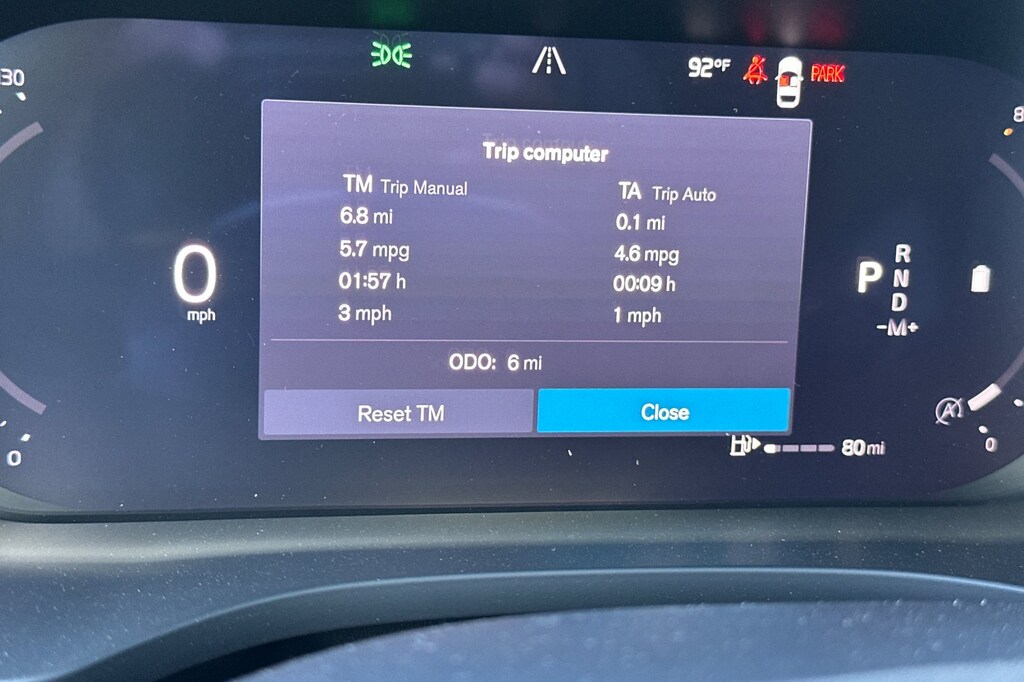 130
92°F PARK
8
Trip computer
TM Trip Manual
6.8 mi
5.7 mpg
01:57 h
3 mph
TA Trip Auto
0.1 mi
4.6 mpg
00:09 h
1 mph
ODO: 6 mi
Reset TM
Close
0
mph
P
R
N
D
-M+
A
80 mi
0
0